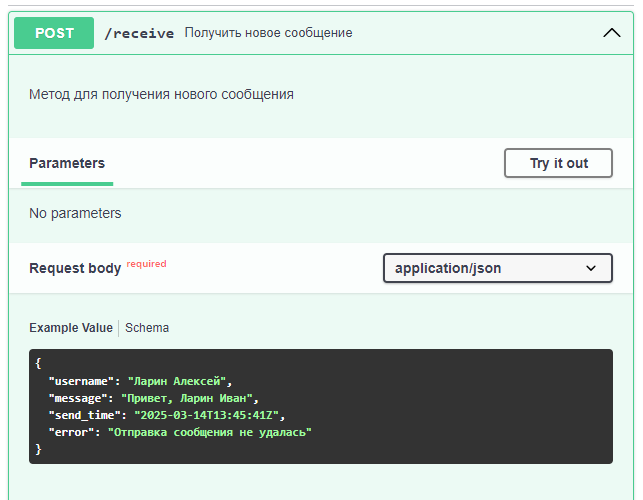 POST /receive Получить новое сообщение
Метод для получения нового сообщения
Parameters Try it out
No parameters
Request body required application/json
Example Value Schema
{
"username": "Ларин Алексей",
"message": "Привет, Ларин Иван",
"send_time": "2025-03-14T13:45:41Z",
"error": "Отправка сообщения не удалась"
}